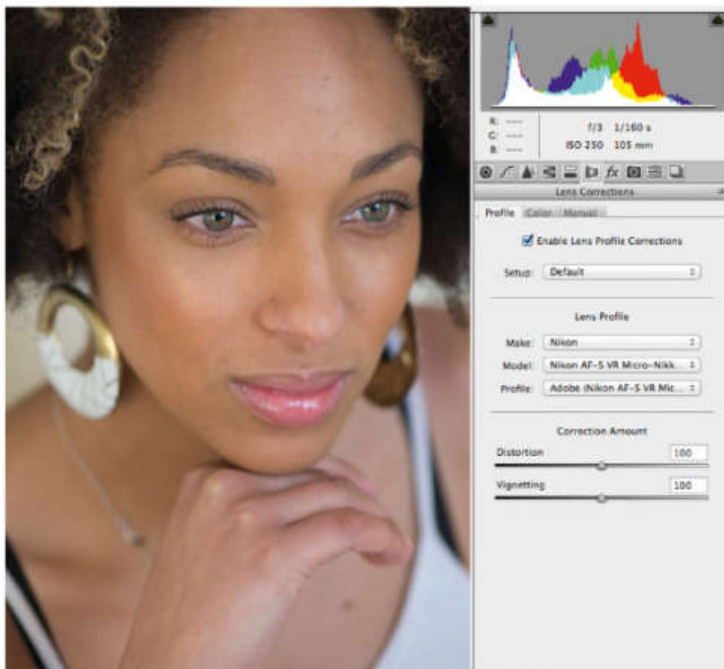 R: ---
G: ---
B: ---
f/3 1/160 s
ISO 250 105 mm
fx
Lens Corrections
Profile Color Manual
Enable Lens Profile Corrections
Setup: Default
Lens Profile
Make: Nikon
Model: Nikon AF-S VR Micro-Nikk...
Profile: Adobe (Nikon AF-S VR Mic...
Correction Amount
Distortion 100
Vignetting 100